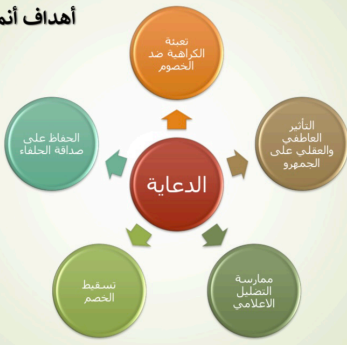 أهداف أنم
تعبئة
الكراهية ضد
الخصوم
التأثير
العاطفي
والعقلي على
الجمهرو
الحفاظ على
صداقة الحلفاء
الدعاية
ممارسة
التضليل
الاعلامي
تسقيط
الخصم